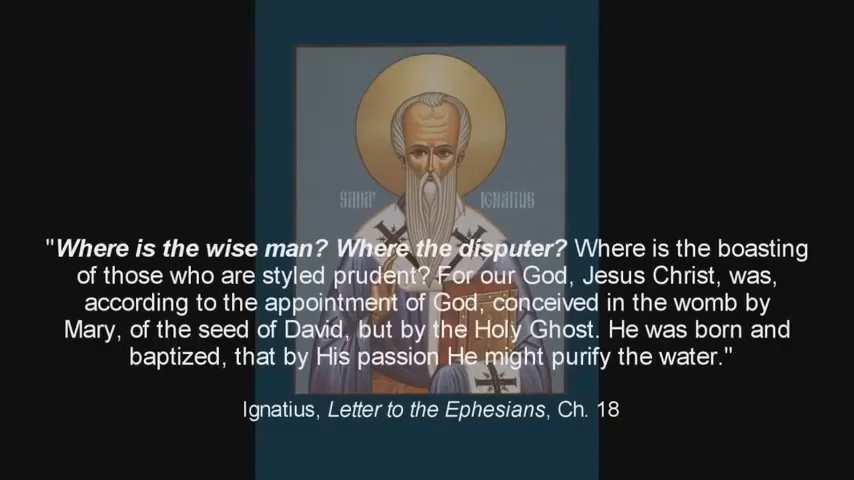 SAINT IGNATIUS
"Where is the wise man? Where the disputer? Where is the boasting
of those who are styled prudent? For our God, Jesus Christ, was,
according to the appointment of God, conceived in the womb by
Mary, of the seed of David, but by the Holy Ghost. He was born and
baptized, that by His passion He might purify the water."
Ignatius, Letter to the Ephesians, Ch. 18